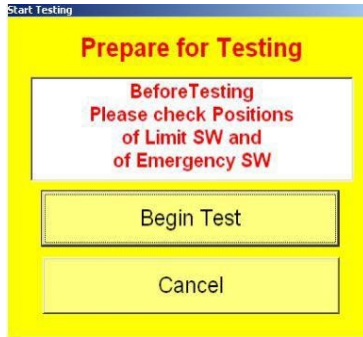 Start Testing
Prepare for Testing
BeforeTesting
Please check Positions
of Limit SW and
of Emergency SW
Begin Test
Cancel